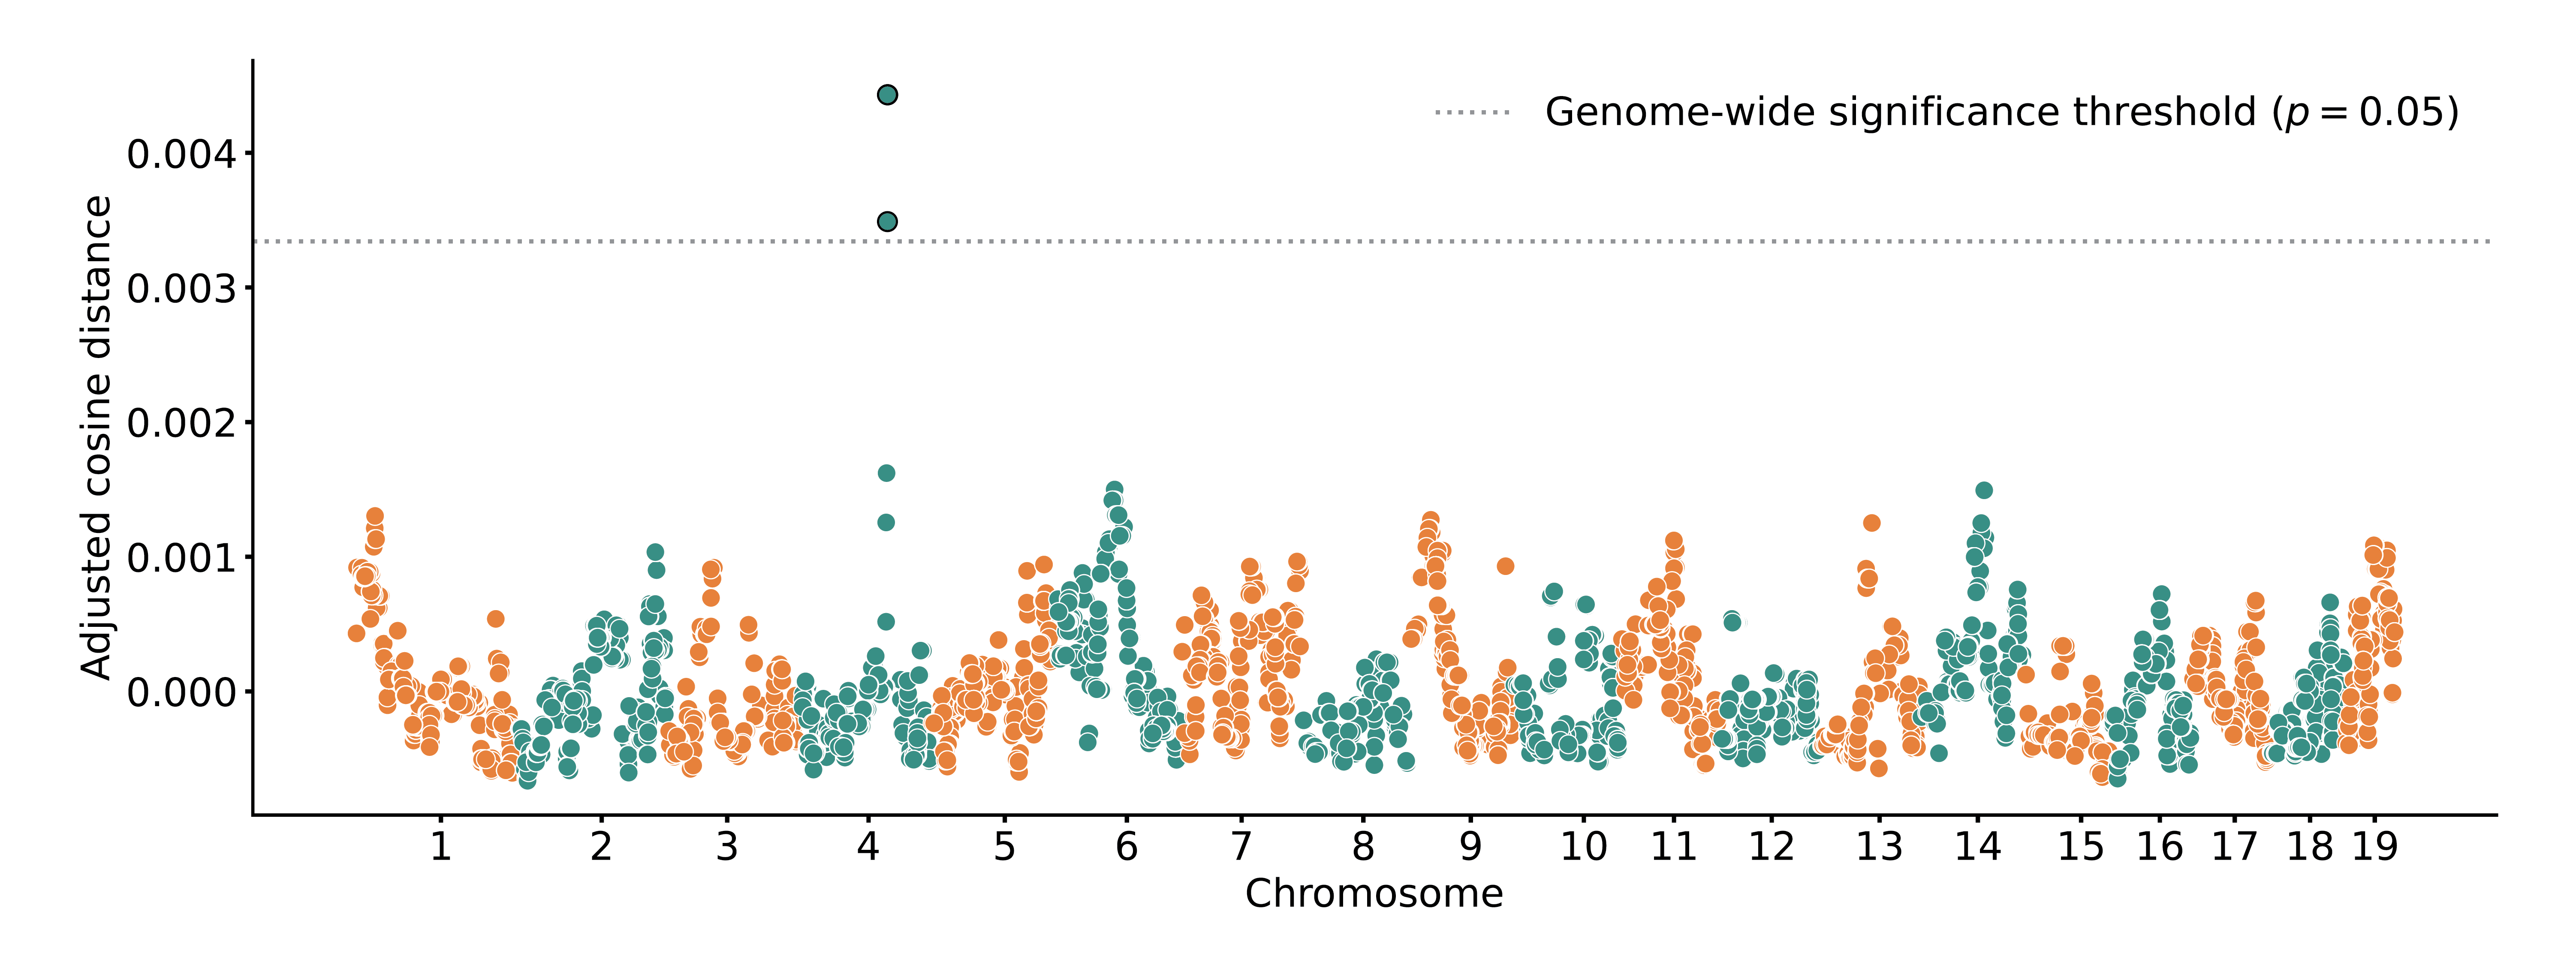 Genome-wide significance threshold (p = 0.05)
Adjusted cosine distance
0.004
0.003
0.002
0.001
0.000
1 2 3 4 5 6 7 8 9 10 11 12 13 14 15 16 17 18 19
Chromosome